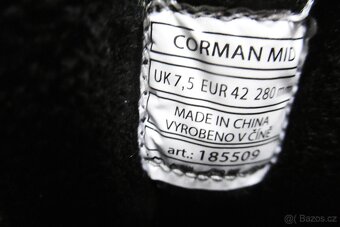 CORMAN MID
UK 7,5 EUR 42 280 mm
MADE IN CHINA
VYROBENO V ČÍNĚ
art.: 185509
Bazos.cz